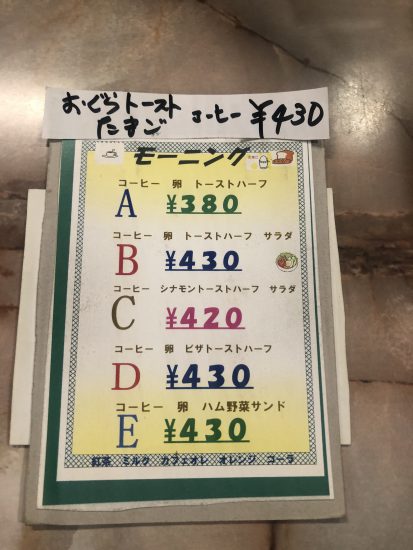 おぐらトースト
たまご コーヒー ¥430
モーニング
コーヒー 卵 トーストハーフ
A ¥380
コーヒー 卵 トーストハーフ サラダ
B ¥430
コーヒー シナモントーストハーフ サラダ
C ¥420
コーヒー 卵 ピザトーストハーフ
D ¥430
コーヒー 卵 ハム野菜サンド
E ¥430
紅茶 ミルク カフェオレ オレンジ コーラ